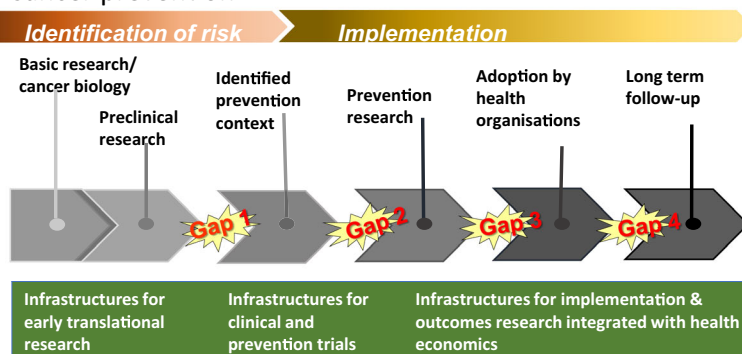 cancer prevention
Identification of risk
Implementation
Basic research/
cancer biology
Preclinical
research
Identified
prevention
context
Prevention
research
Adoption by
health
organisations
Long term
follow-up
Gap 1
Gap 2
Gap 3
Gap 4
Infrastructures for
early translational
research
Infrastructures for
clinical and
prevention trials
Infrastructures for implementation &
outcomes research integrated with health
economics